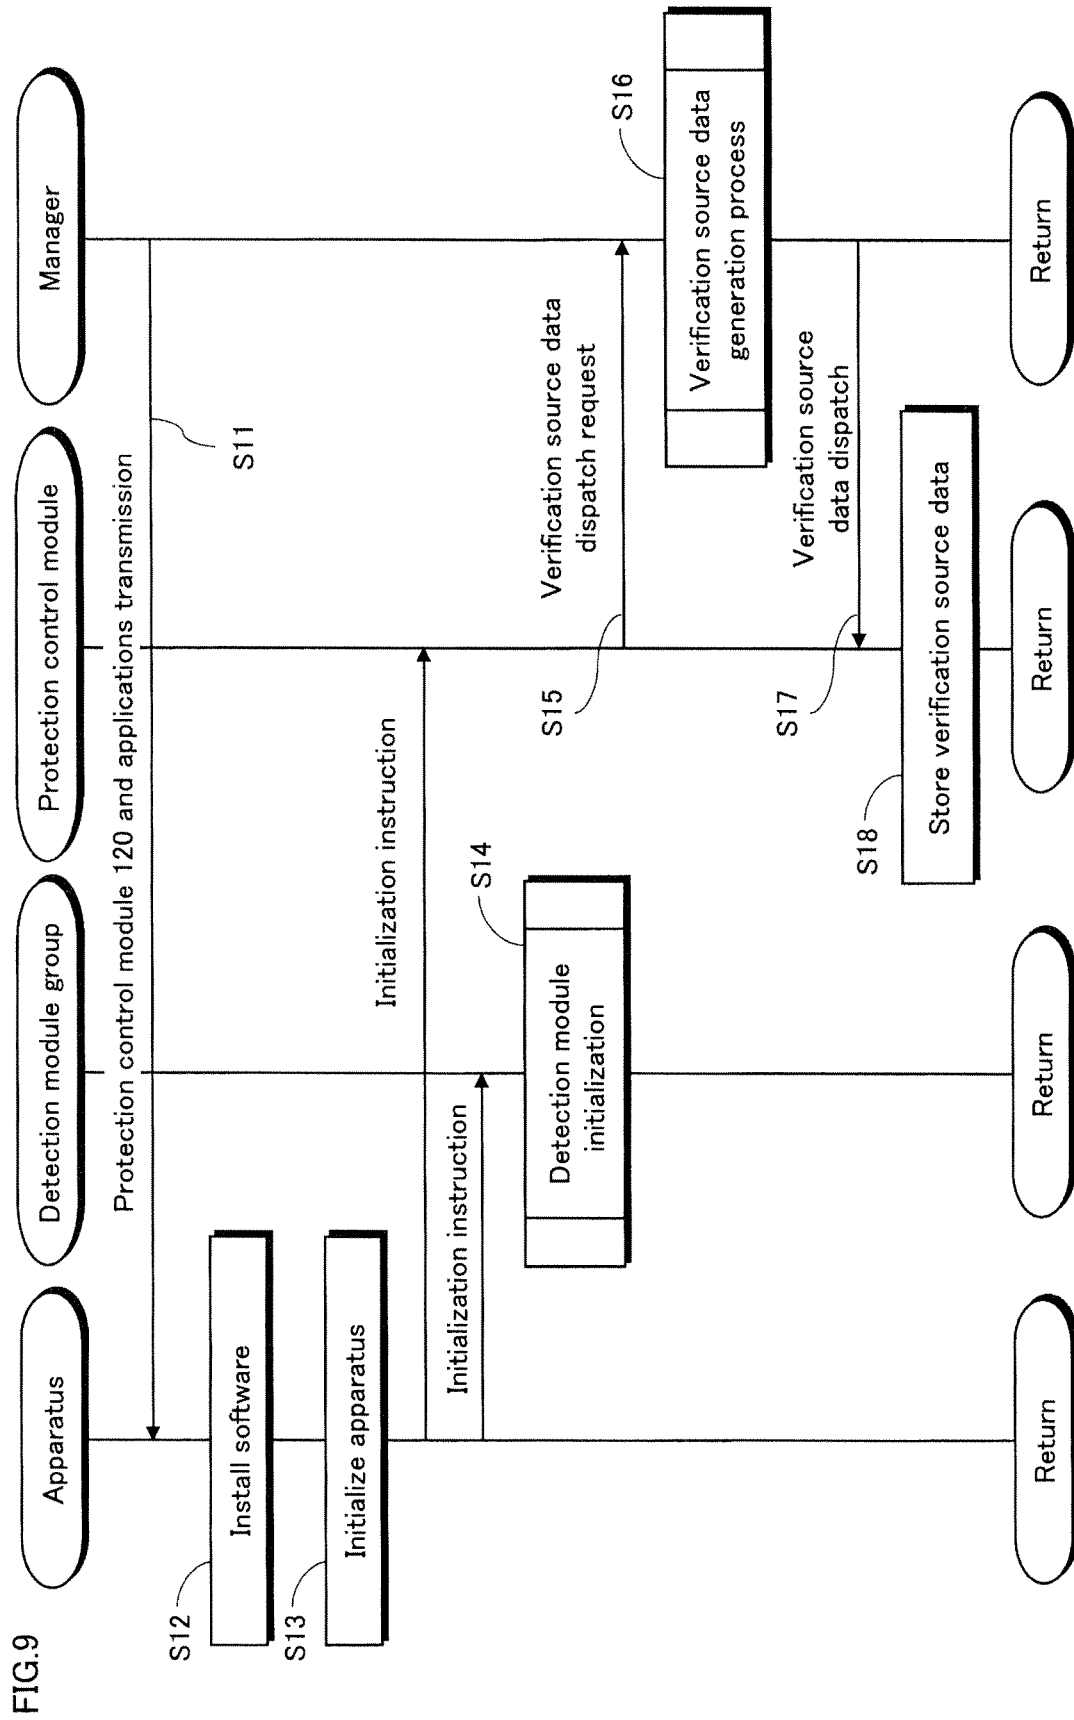 FIG.9
Apparatus
Detection module group
Protection control module
Manager
Protection control module 120 and applications transmission
S11
S12
Install software
S13
Initialize apparatus
Initialization instruction
Initialization instruction
S14
Detection module
initialization
S15
Verification source data
dispatch request
S16
Verification source data
generation process
S17
Verification source
data dispatch
S18
Store verification source data
Return
Return
Return
Return